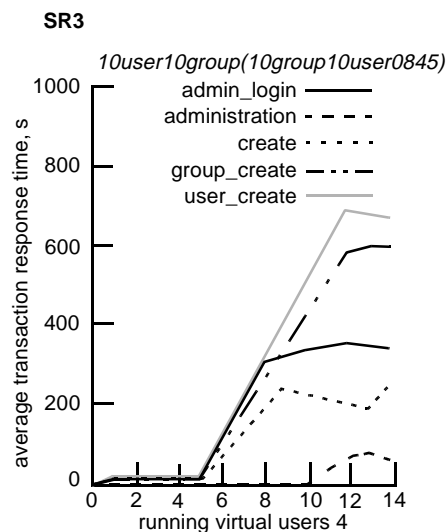 SR3
10user10group(10group10user0845)
admin_login
administration
create
group_create
user_create
average transaction response time, s
1000
800
600
400
200
0
0 2 4 6 8 10 12 14
running virtual users 4